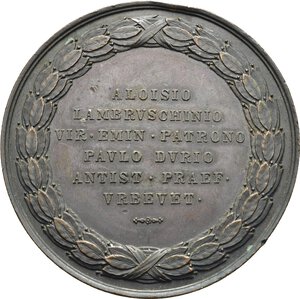 ALOISIO
LAMBRVSCHINIO
VIR · EMIN · PATRONO
PAVLO DVRIO
ANTIST · PRAEF ·
VRBEVET ·